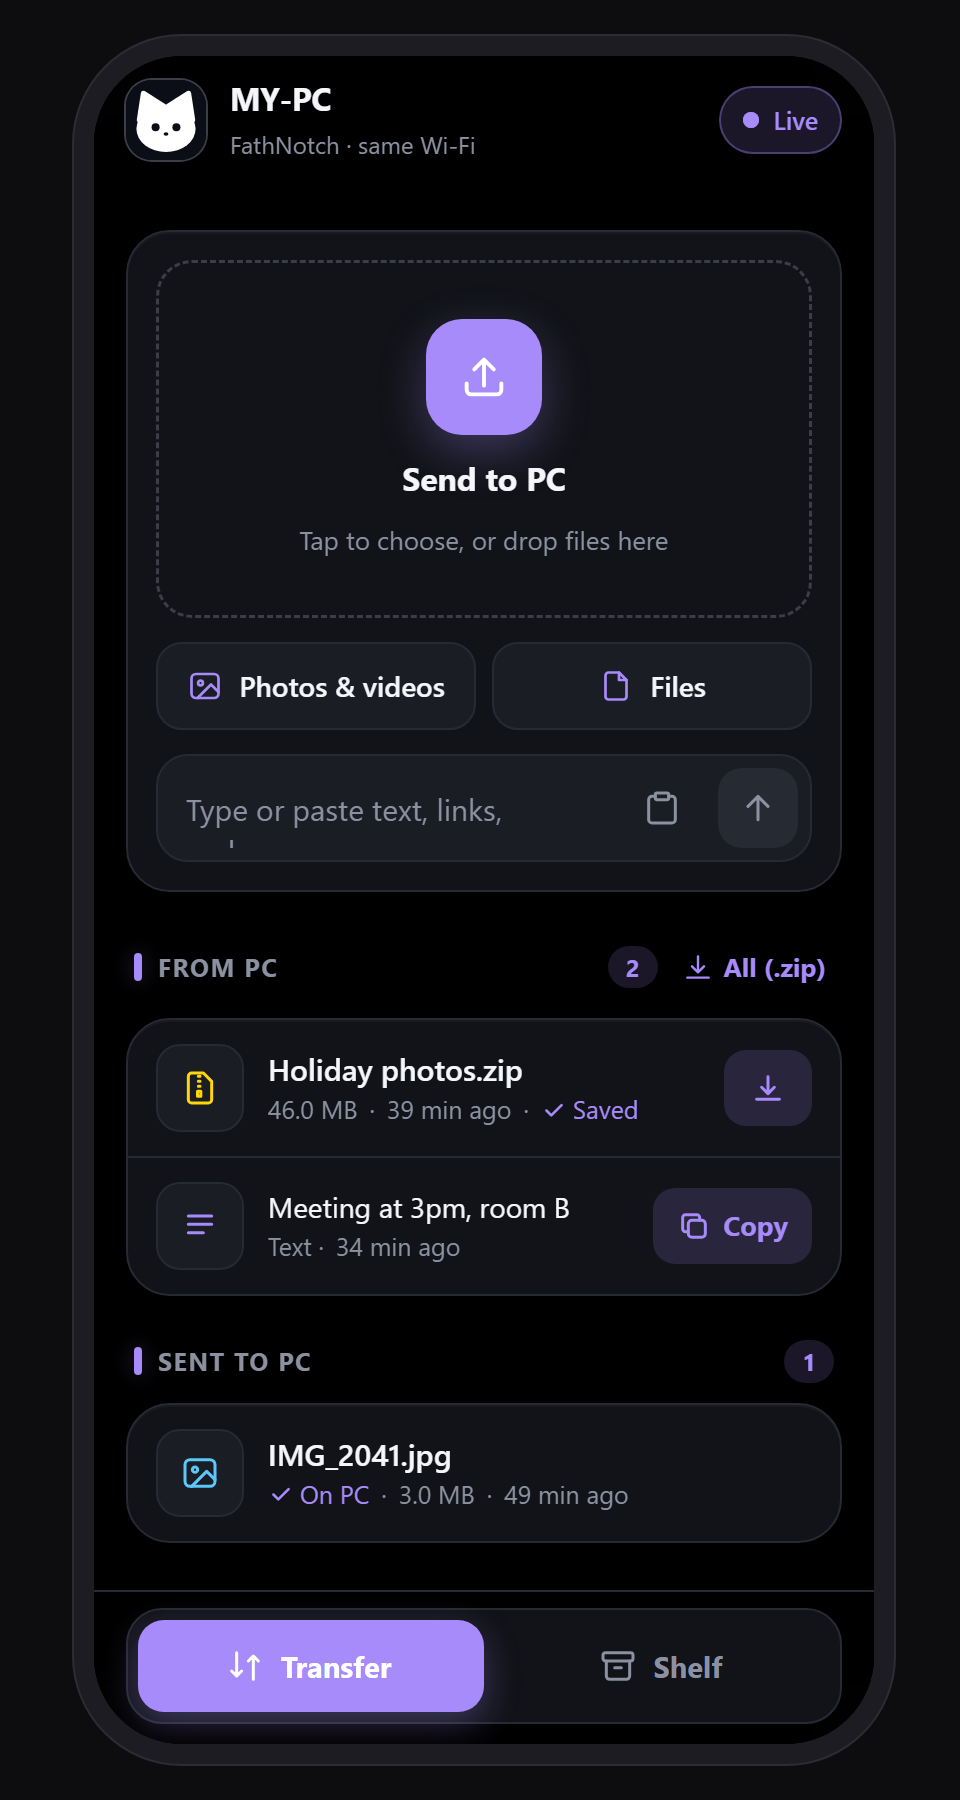 MY-PC
FathNotch · same Wi-Fi
Live
Send to PC
Tap to choose, or drop files here
Photos & videos
Files
Type or paste text, links,
FROM PC
2
All (.zip)
Holiday photos.zip
46.0 MB · 39 min ago · ✓ Saved
Meeting at 3pm, room B
Text · 34 min ago
Copy
SENT TO PC
1
IMG_2041.jpg
✓ On PC · 3.0 MB · 49 min ago
Transfer
Shelf